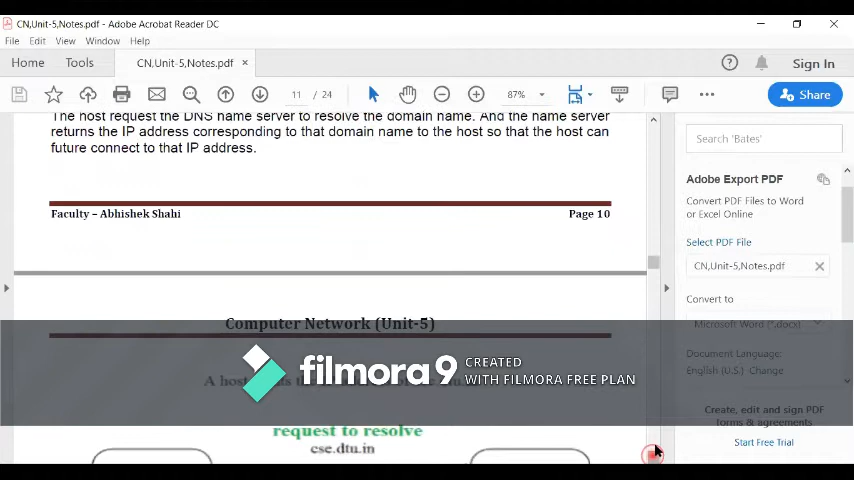 CN,Unit-5,Notes.pdf - Adobe Acrobat Reader DC
File Edit View Window Help
Home Tools CN,Unit-5,Notes.pdf × ? Sign In
11 / 24 87% Share
The host request the DNS name server to resolve the domain name. And the name server
returns the IP address corresponding to that domain name to the host so that the host can
future connect to that IP address.
Faculty – Abhishek Shahi Page 10
Computer Network (Unit-5)
A host
request to resolve
cse.dtu.in
Search 'Bates'
Adobe Export PDF
Convert PDF Files to Word
or Excel Online
Select PDF File
CN,Unit-5,Notes.pdf
Convert to
Microsoft Word (*.docx)
Document Language:
English (U.S.) Change
Create, edit and sign PDF
forms & agreements
Start Free Trial
filmora9 CREATED
WITH FILMORA FREE PLAN